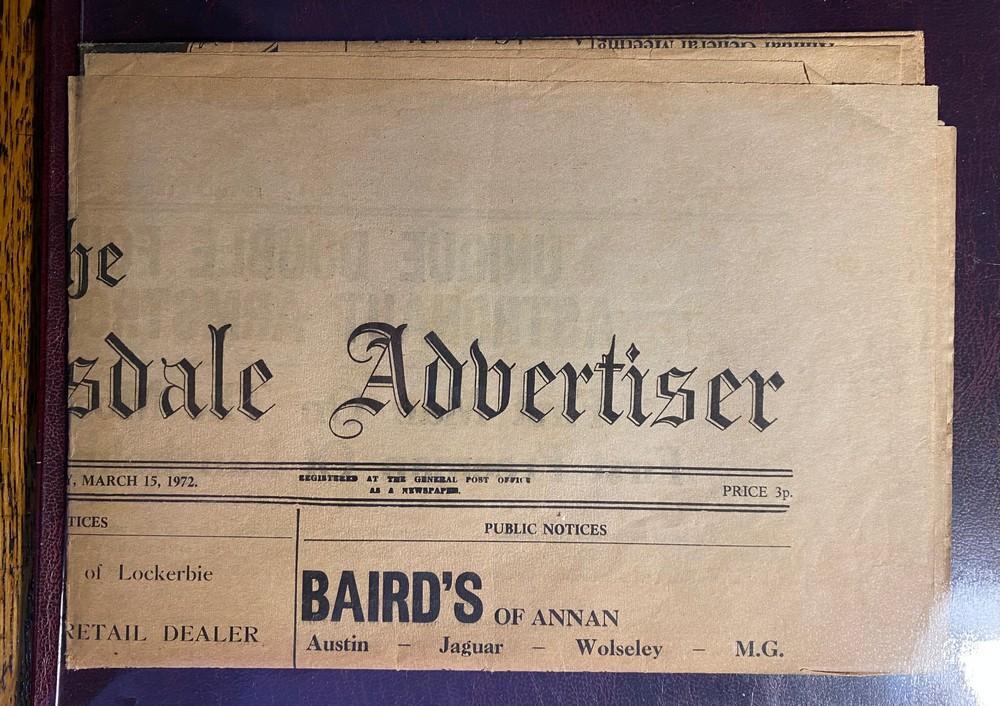 Annual General Meeting
he
sdale Advertiser
Y, MARCH 15, 1972.
REGISTERED AT THE GENERAL POST OFFICE
AS A NEWSPAPER.
PRICE 3p.
TICES
PUBLIC NOTICES
of Lockerbie
RETAIL DEALER
BAIRD'S OF ANNAN
Austin – Jaguar – Wolseley – M.G.